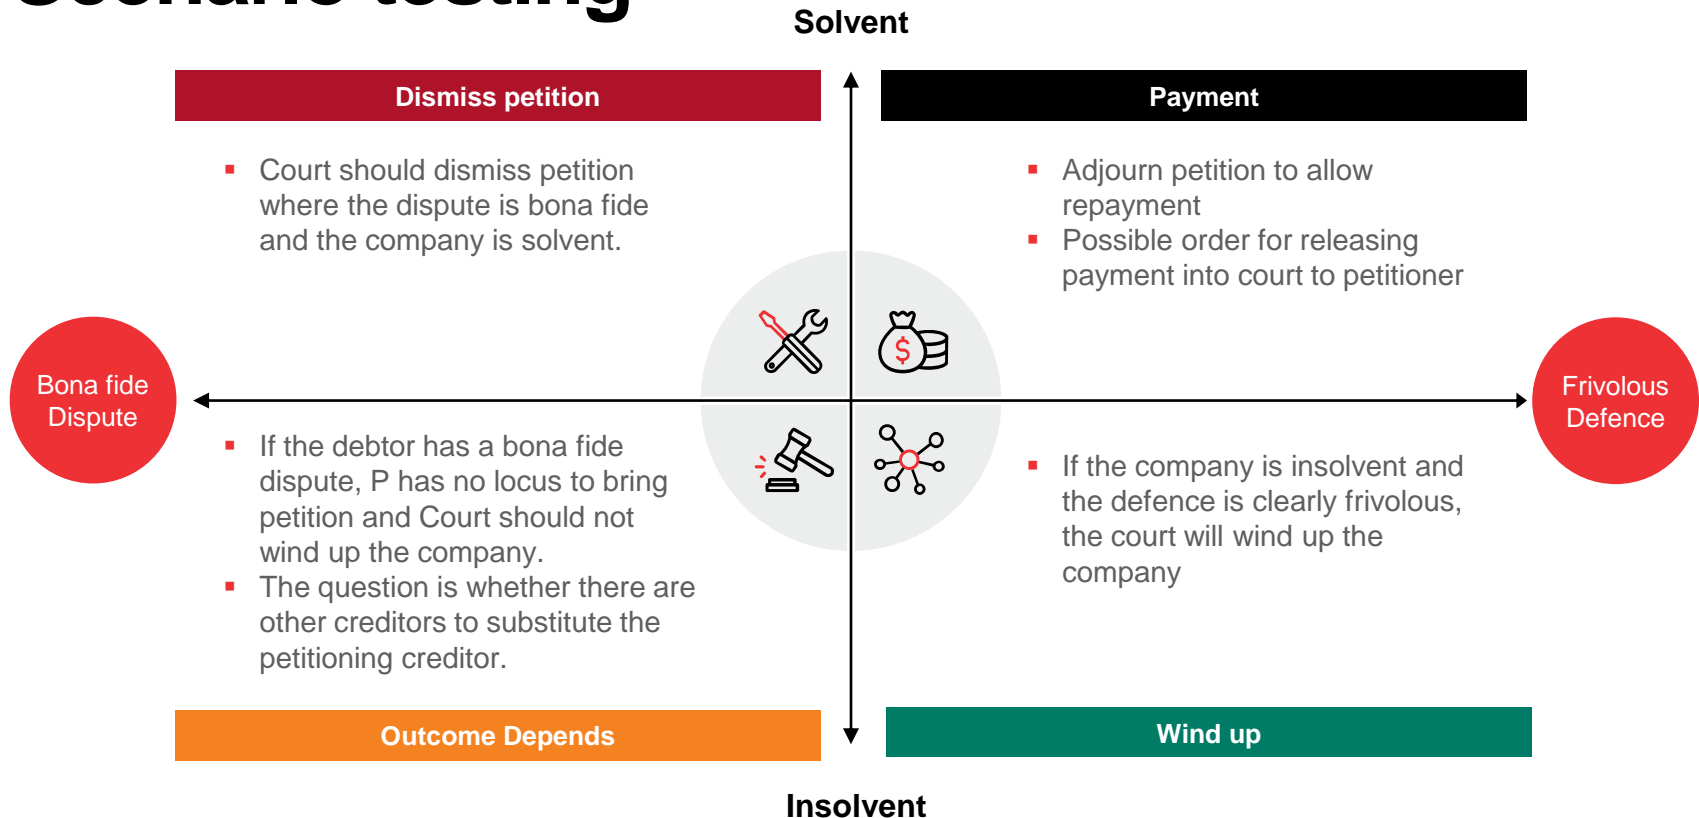 Scenario testing
Solvent
Dismiss petition
Court should dismiss petition
where the dispute is bona fide
and the company is solvent.
Payment
Adjourn petition to allow
repayment
Possible order for releasing
payment into court to petitioner
$
Bona fide
Dispute
Frivolous
Defence
If the debtor has a bona fide
dispute, P has no locus to bring
petition and Court should not
wind up the company.
The question is whether there are
other creditors to substitute the
petitioning creditor.
Outcome Depends
If the company is insolvent and
the defence is clearly frivolous,
the court will wind up the
company
Wind up
Insolvent